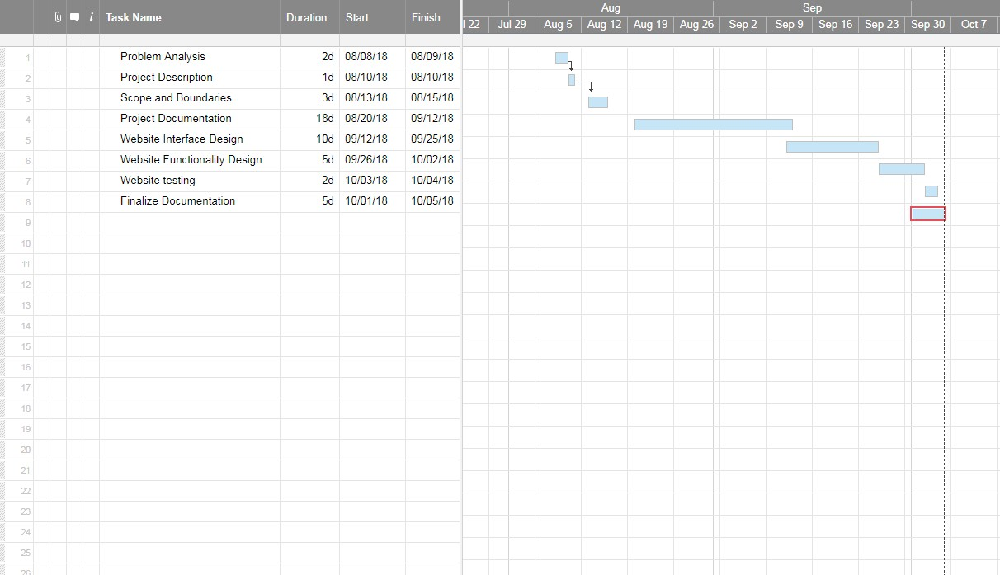 Aug Sep
i Task Name Duration Start Finish 22 Jul 29 Aug 5 Aug 12 Aug 19 Aug 26 Sep 2 Sep 9 Sep 16 Sep 23 Sep 30 Oct 7
1 Problem Analysis 2d 08/08/18 08/09/18
2 Project Description 1d 08/10/18 08/10/18
3 Scope and Boundaries 3d 08/13/18 08/15/18
4 Project Documentation 18d 08/20/18 09/12/18
5 Website Interface Design 10d 09/12/18 09/25/18
6 Website Functionality Design 5d 09/26/18 10/02/18
7 Website testing 2d 10/03/18 10/04/18
8 Finalize Documentation 5d 10/01/18 10/05/18
9
10
11
12
13
14
15
16
17
18
19
20
21
22
23
24
25
26